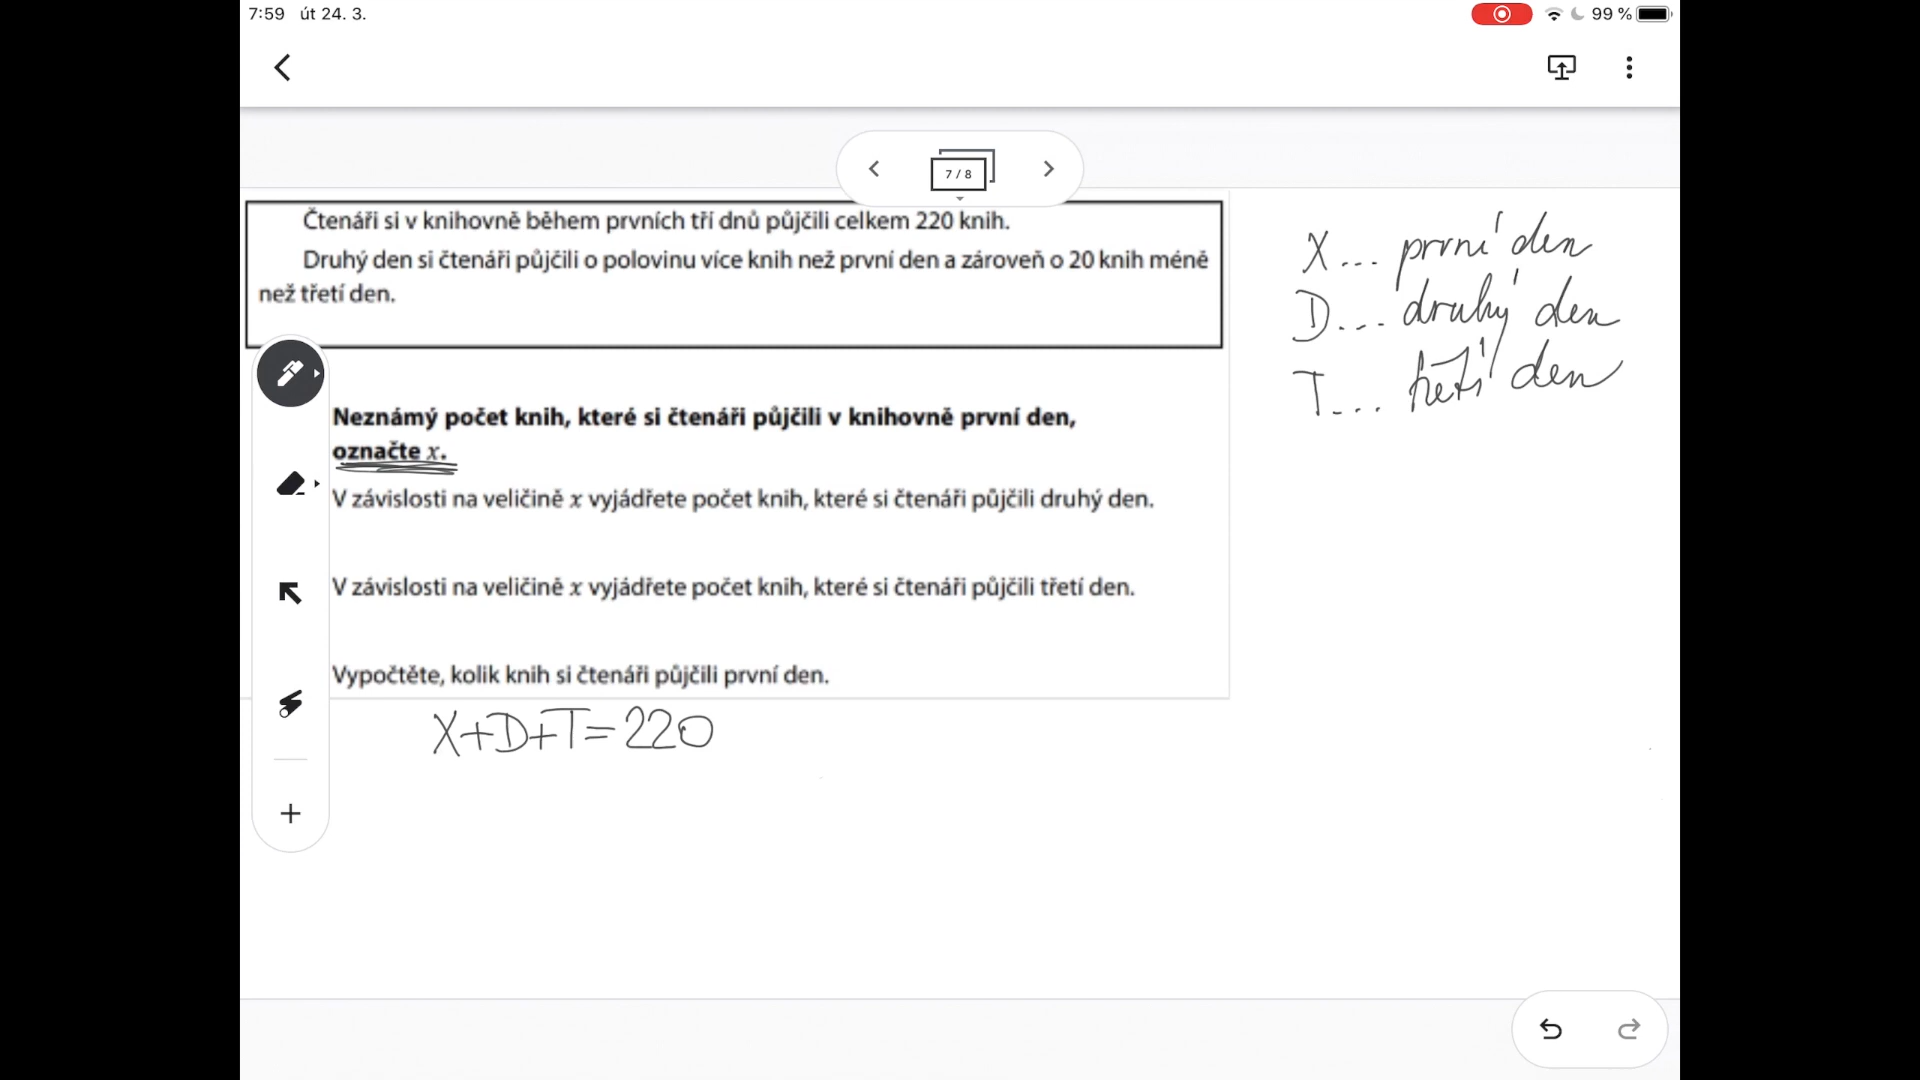 7:59 út 24. 3.
99 %
7 / 8
Čtenáři si v knihovně během prvních tří dnů půjčili celkem 220 knih.
Druhý den si čtenáři půjčili o polovinu více knih než první den a zároveň o 20 knih méně
než třetí den.
X... první den
D... druhý den
T... třetí den
Neznámý počet knih, které si čtenáři půjčili v knihovně první den,
označte x.
V závislosti na veličině x vyjádřete počet knih, které si čtenáři půjčili druhý den.
V závislosti na veličině x vyjádřete počet knih, které si čtenáři půjčili třetí den.
Vypočtěte, kolik knih si čtenáři půjčili první den.
X+D+T=220